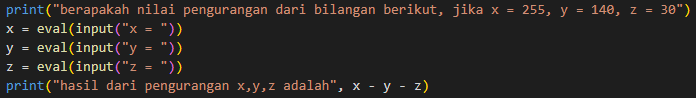 print("berapakah nilai pengurangan dari bilangan berikut, jika x = 255, y = 140, z = 30")
x = eval(input("x = "))
y = eval(input("y = "))
z = eval(input("z = "))
print("hasil dari pengurangan x,y,z adalah", x - y - z)